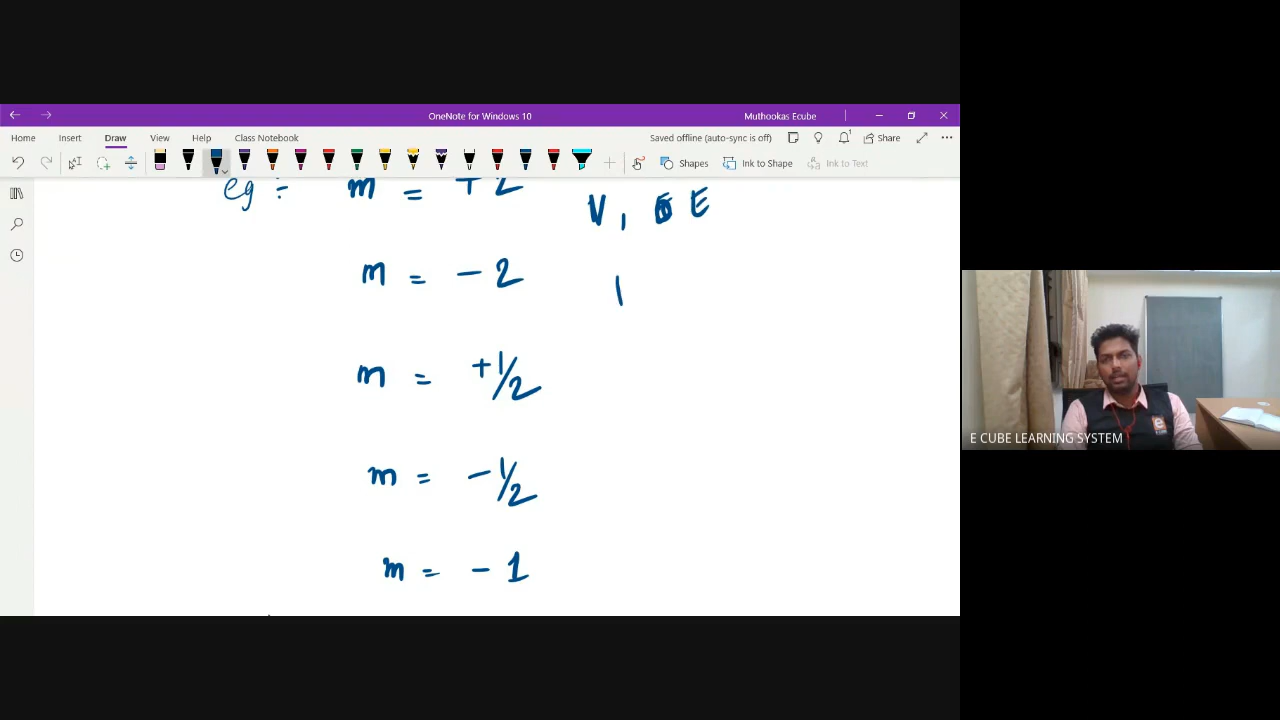 OneNote for Windows 10
Muthookas Ecube
Home Insert Draw View Help Class Notebook
Saved offline (auto-sync is off) Share
Shapes Ink to Shape Ink to Text
eg :- m = +2 V, E
m = -2 I
m = +1/2
m = -1/2
m = -1
E CUBE LEARNING SYSTEM